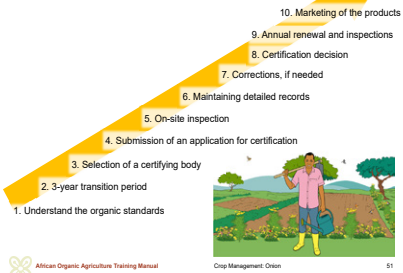 10. Marketing of the products
9. Annual renewal and inspections
8. Certification decision
7. Corrections, if needed
6. Maintaining detailed records
5. On-site inspection
4. Submission of an application for certification
3. Selection of a certifying body
2. 3-year transition period
1. Understand the organic standards
African Organic Agriculture Training Manual
Crop Management: Onion
51